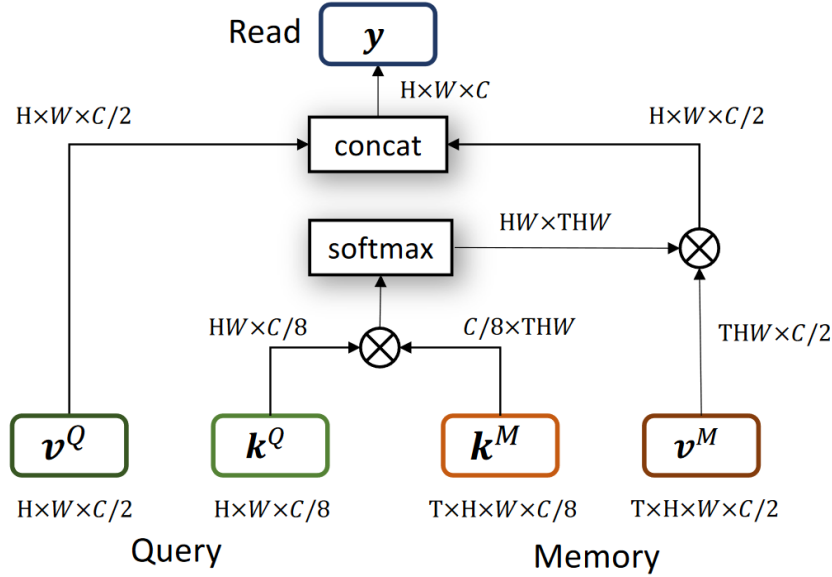 Read
y
H×W×C
H×W×C/2
H×W×C/2
concat
HW×THW
softmax
HW×C/8
C/8×THW
THW×C/2
v^Q
k^Q
k^M
v^M
H×W×C/2
H×W×C/8
T×H×W×C/8
T×H×W×C/2
Query
Memory